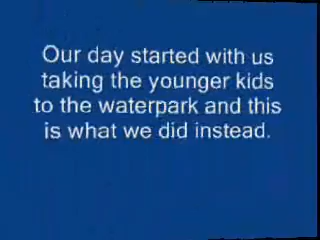 Our day started with us
taking the younger kids
to the waterpark and this
is what we did instead.